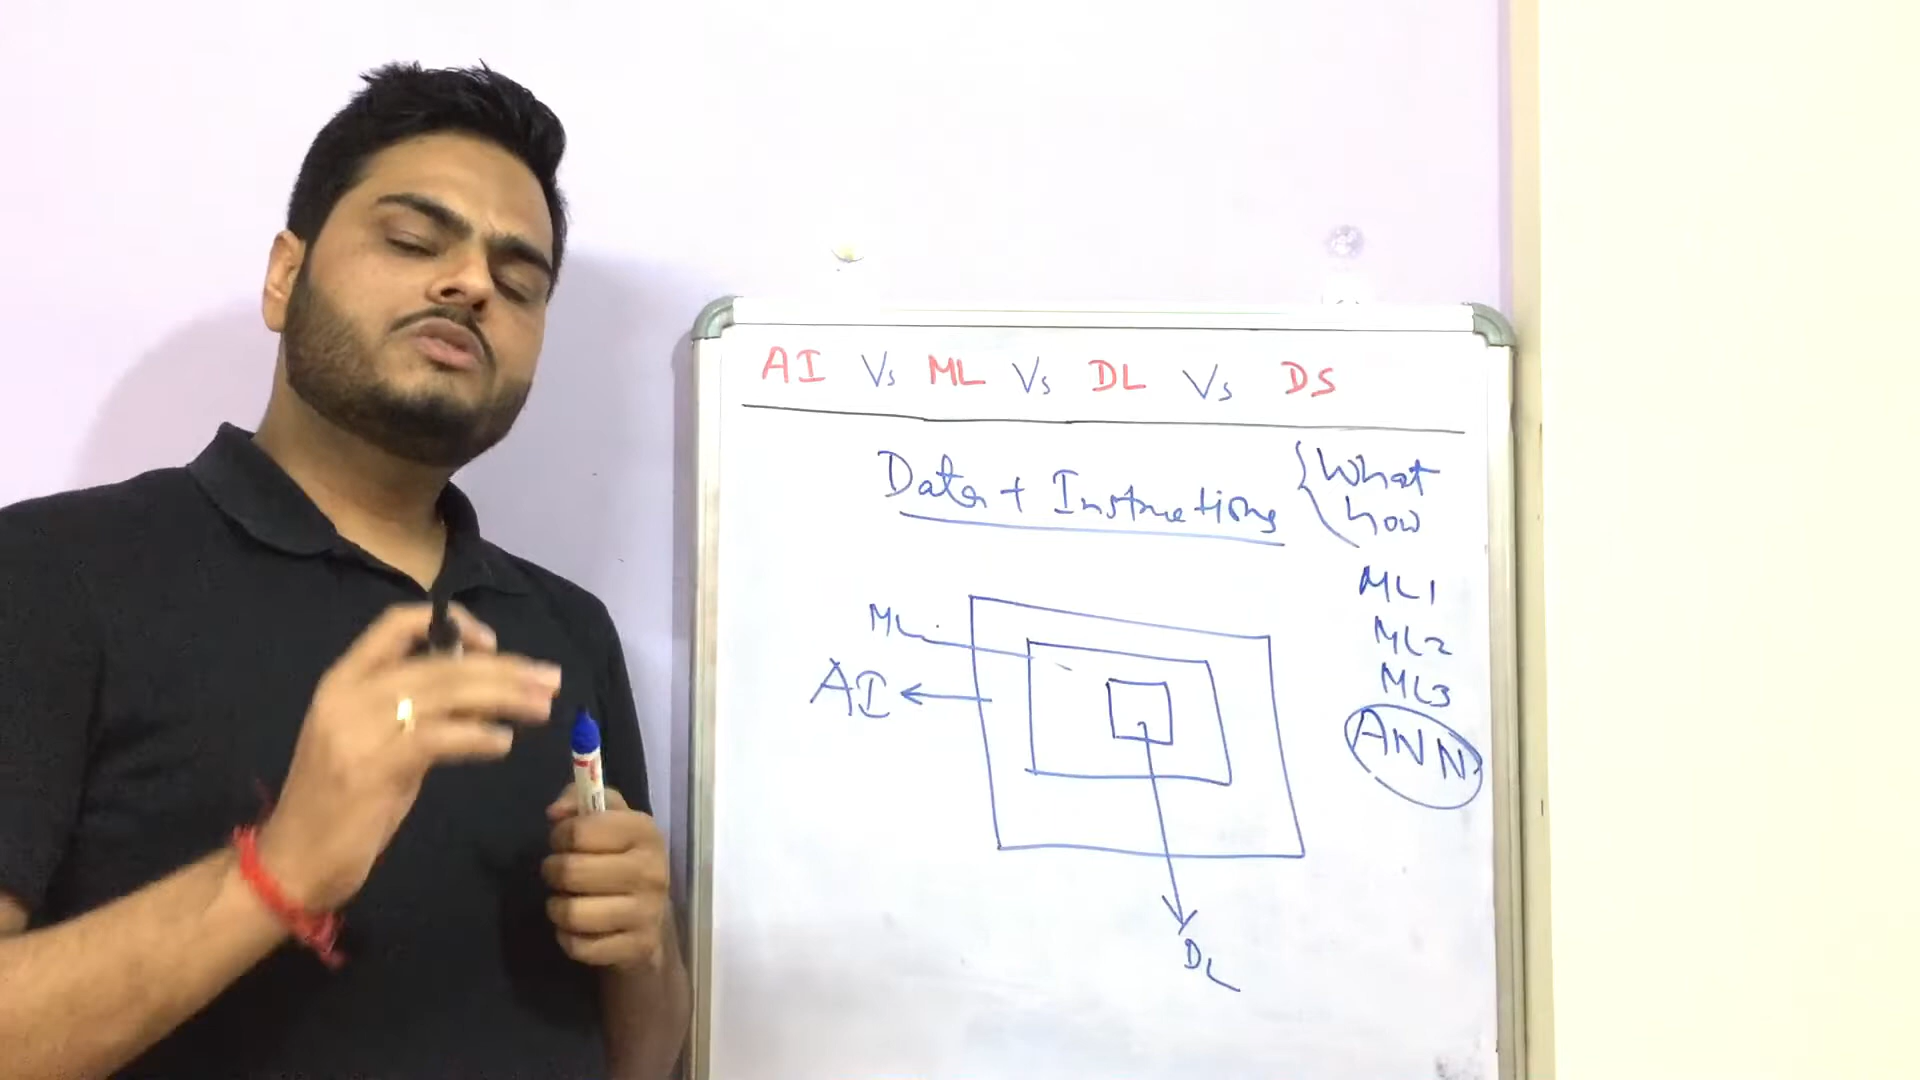 AI Vs ML Vs DL Vs DS
Data + Instructions
What
how
ML1
ML2
ML3
ANN
ML
AI
DL